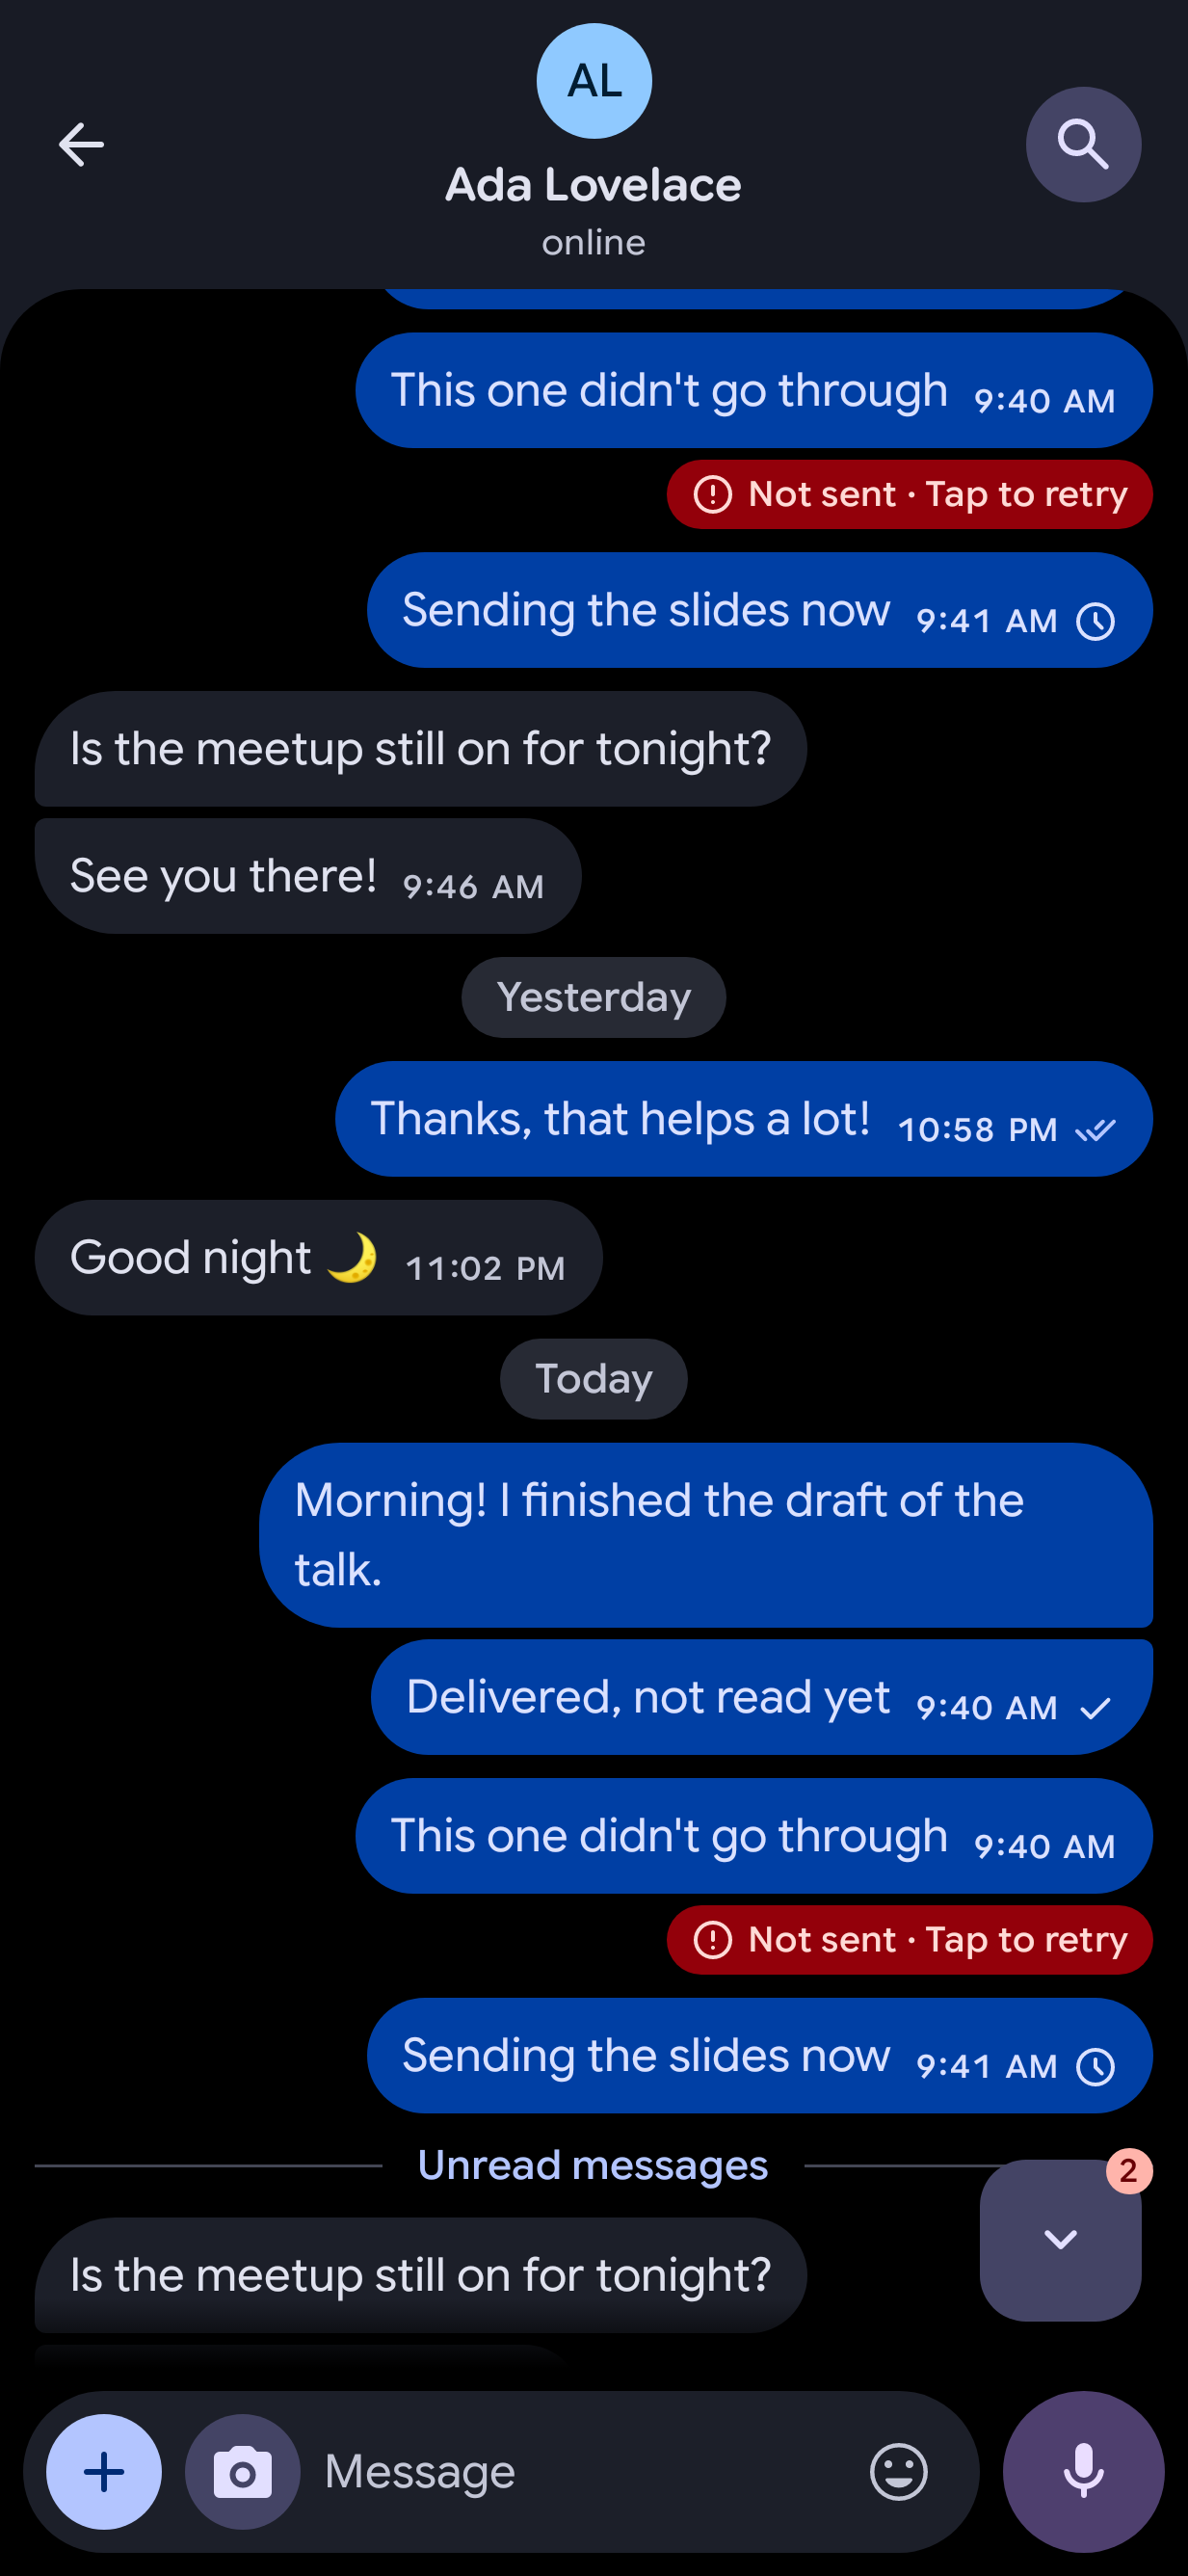 AL
Ada Lovelace
online
This one didn't go through 9:40 AM
Not sent · Tap to retry
Sending the slides now 9:41 AM
Is the meetup still on for tonight?
See you there! 9:46 AM
Yesterday
Thanks, that helps a lot! 10:58 PM
Good night 🌙 11:02 PM
Today
Morning! I finished the draft of the
talk.
Delivered, not read yet 9:40 AM
This one didn't go through 9:40 AM
Not sent · Tap to retry
Sending the slides now 9:41 AM
Unread messages
2
Is the meetup still on for tonight?
Message